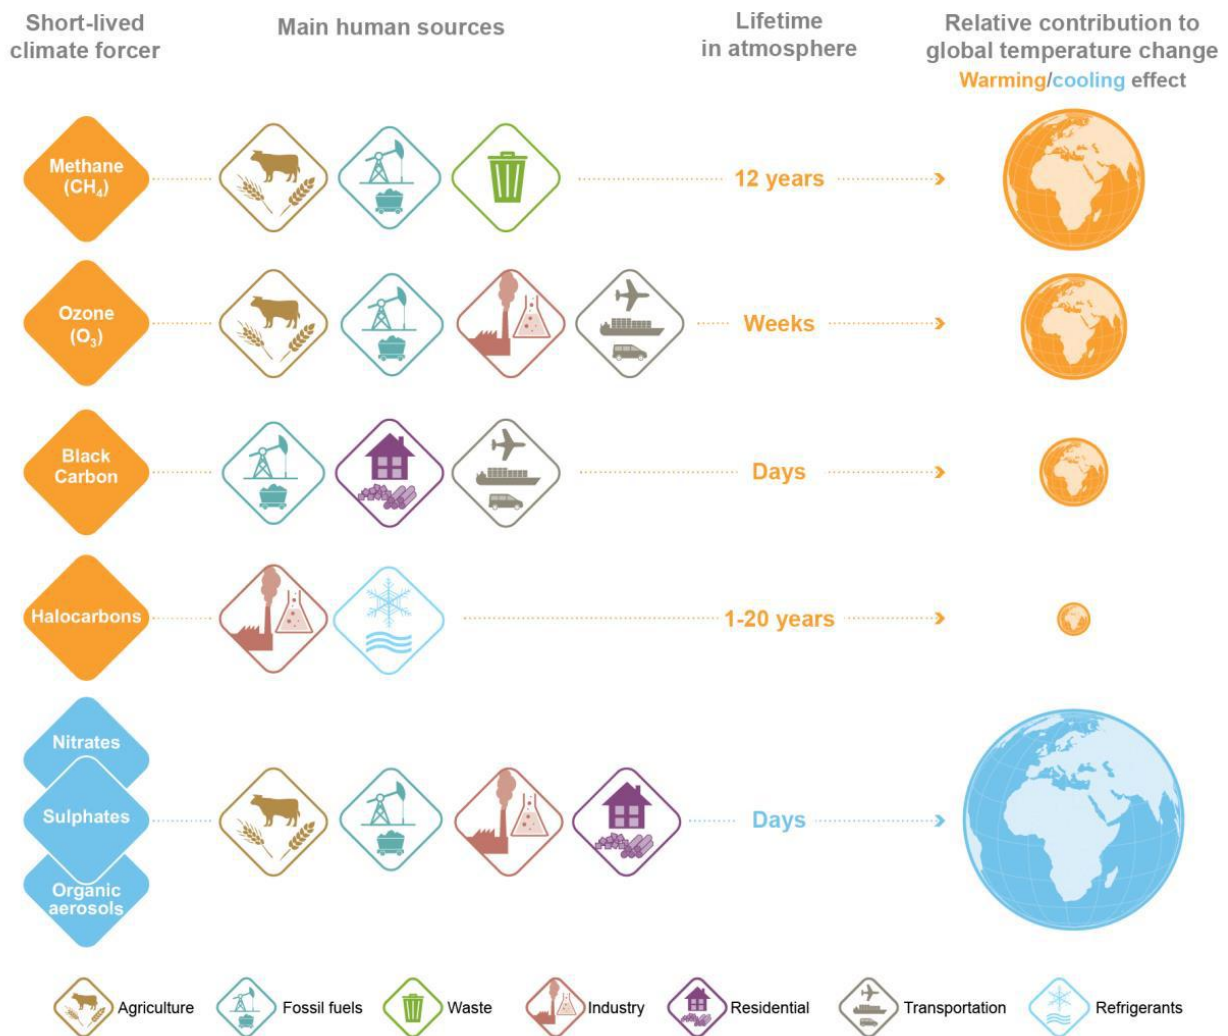 Short-lived
climate forcer
Main human sources
Lifetime
in atmosphere
Relative contribution to
global temperature change
Warming/cooling effect
Methane
(CH₄)
12 years
Ozone
(O₃)
Weeks
Black
Carbon
Days
Halocarbons
1-20 years
Nitrates
Sulphates
Organic
aerosols
Days
Agriculture
Fossil fuels
Waste
Industry
Residential
Transportation
Refrigerants